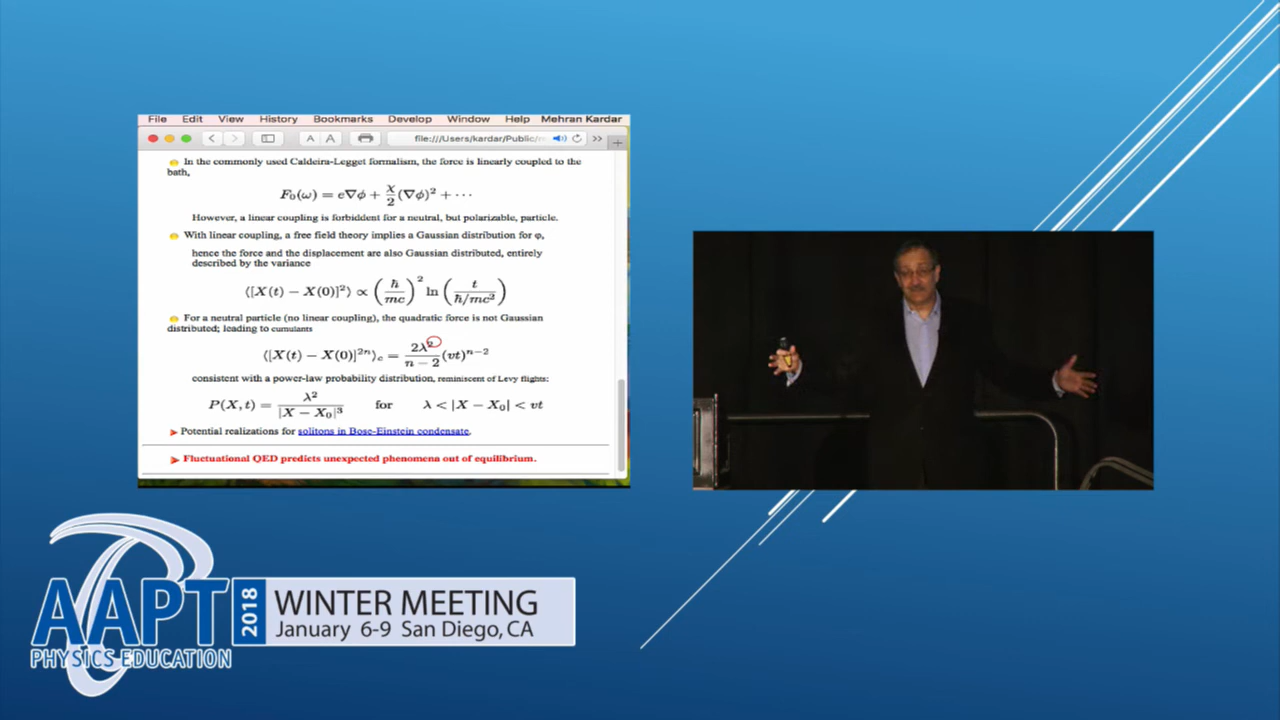 File Edit View History Bookmarks Develop Window Help Mehran Kardar
A A file:///Users/kardar/Public/ >> +
In the commonly used Caldeira-Legget formalism, the force is linearly coupled to the
bath,
F₀(ω) = e∇ϕ + χ/2 (∇ϕ)² + ···
However, a linear coupling is forbiddent for a neutral, but polarizable, particle.
With linear coupling, a free field theory implies a Gaussian distribution for φ,
hence the force and the displacement are also Gaussian distributed, entirely
described by the variance
⟨[X(t) − X(0)]²⟩ ∝ (ħ/mc)² ln (t/(ħ/mc²))
For a neutral particle (no linear coupling), the quadratic force is not Gaussian
distributed; leading to cumulants
⟨[X(t) − X(0)]²ⁿ⟩c = 2λ²/(n − 2) (vt)ⁿ⁻²
consistent with a power-law probability distribution, reminiscent of Levy flights:
P(X, t) = λ²/|X − X₀|³ for λ < |X − X₀| < vt
Potential realizations for solitons in Bose-Einstein condensate.
Fluctuational QED predicts unexpected phenomena out of equilibrium.
AAPT
PHYSICS EDUCATION
2018
WINTER MEETING
January 6-9 San Diego, CA